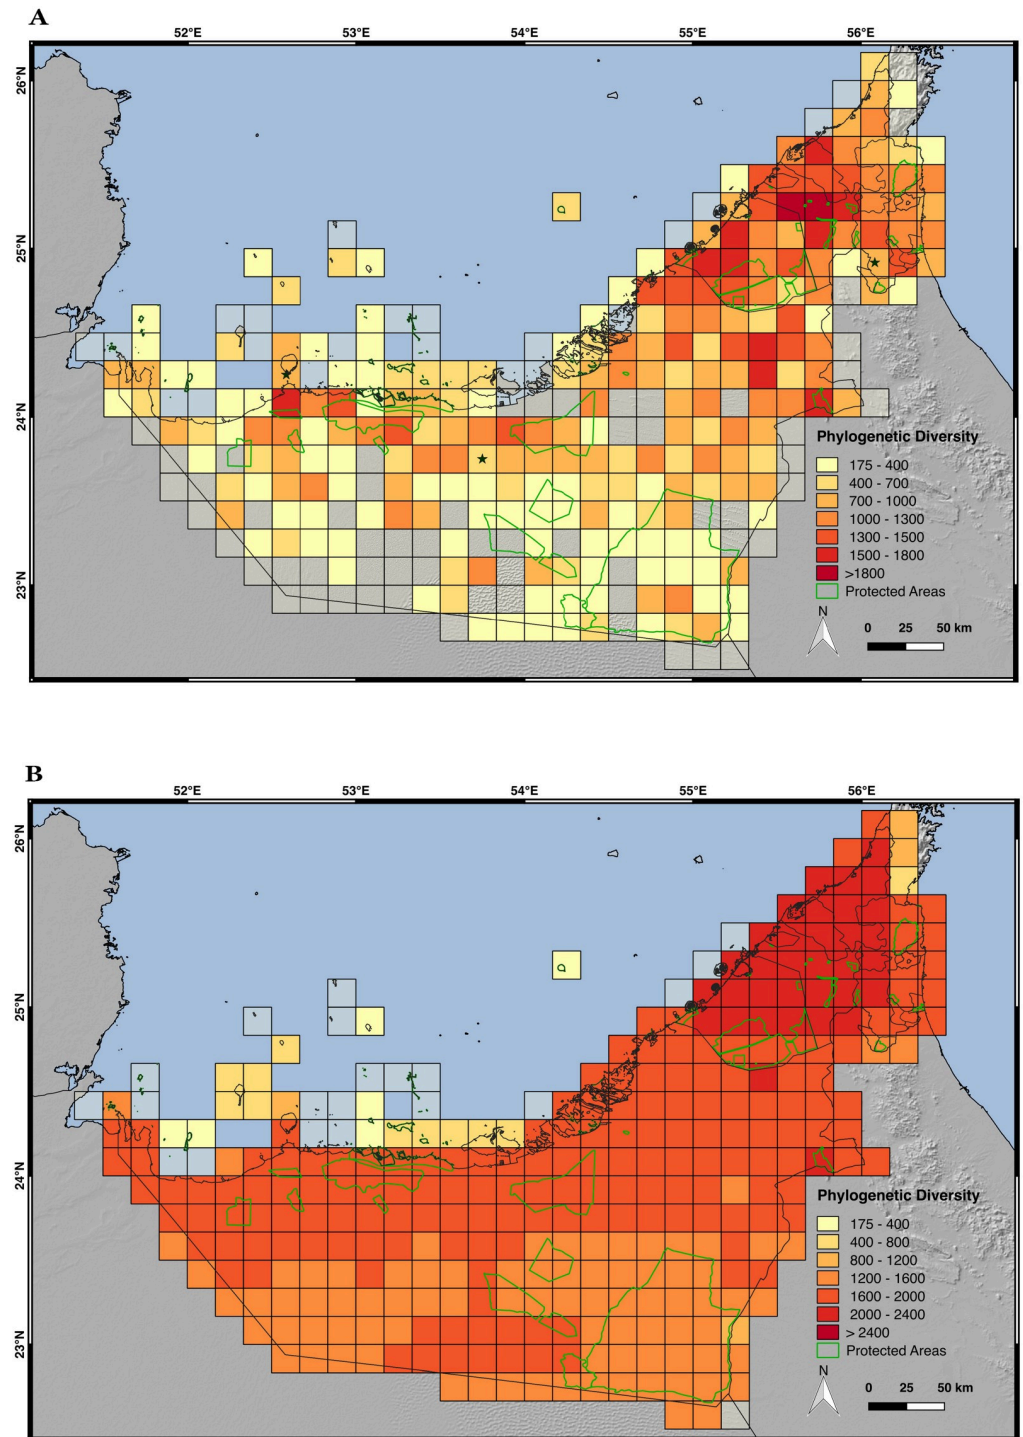 A
52°E 53°E 54°E 55°E 56°E
26°N
25°N
24°N
23°N
Phylogenetic Diversity
175 - 400
400 - 700
700 - 1000
1000 - 1300
1300 - 1500
1500 - 1800
>1800
Protected Areas
N
0 25 50 km
B
52°E 53°E 54°E 55°E 56°E
26°N
25°N
24°N
23°N
Phylogenetic Diversity
175 - 400
400 - 800
800 - 1200
1200 - 1600
1600 - 2000
2000 - 2400
> 2400
Protected Areas
N
0 25 50 km